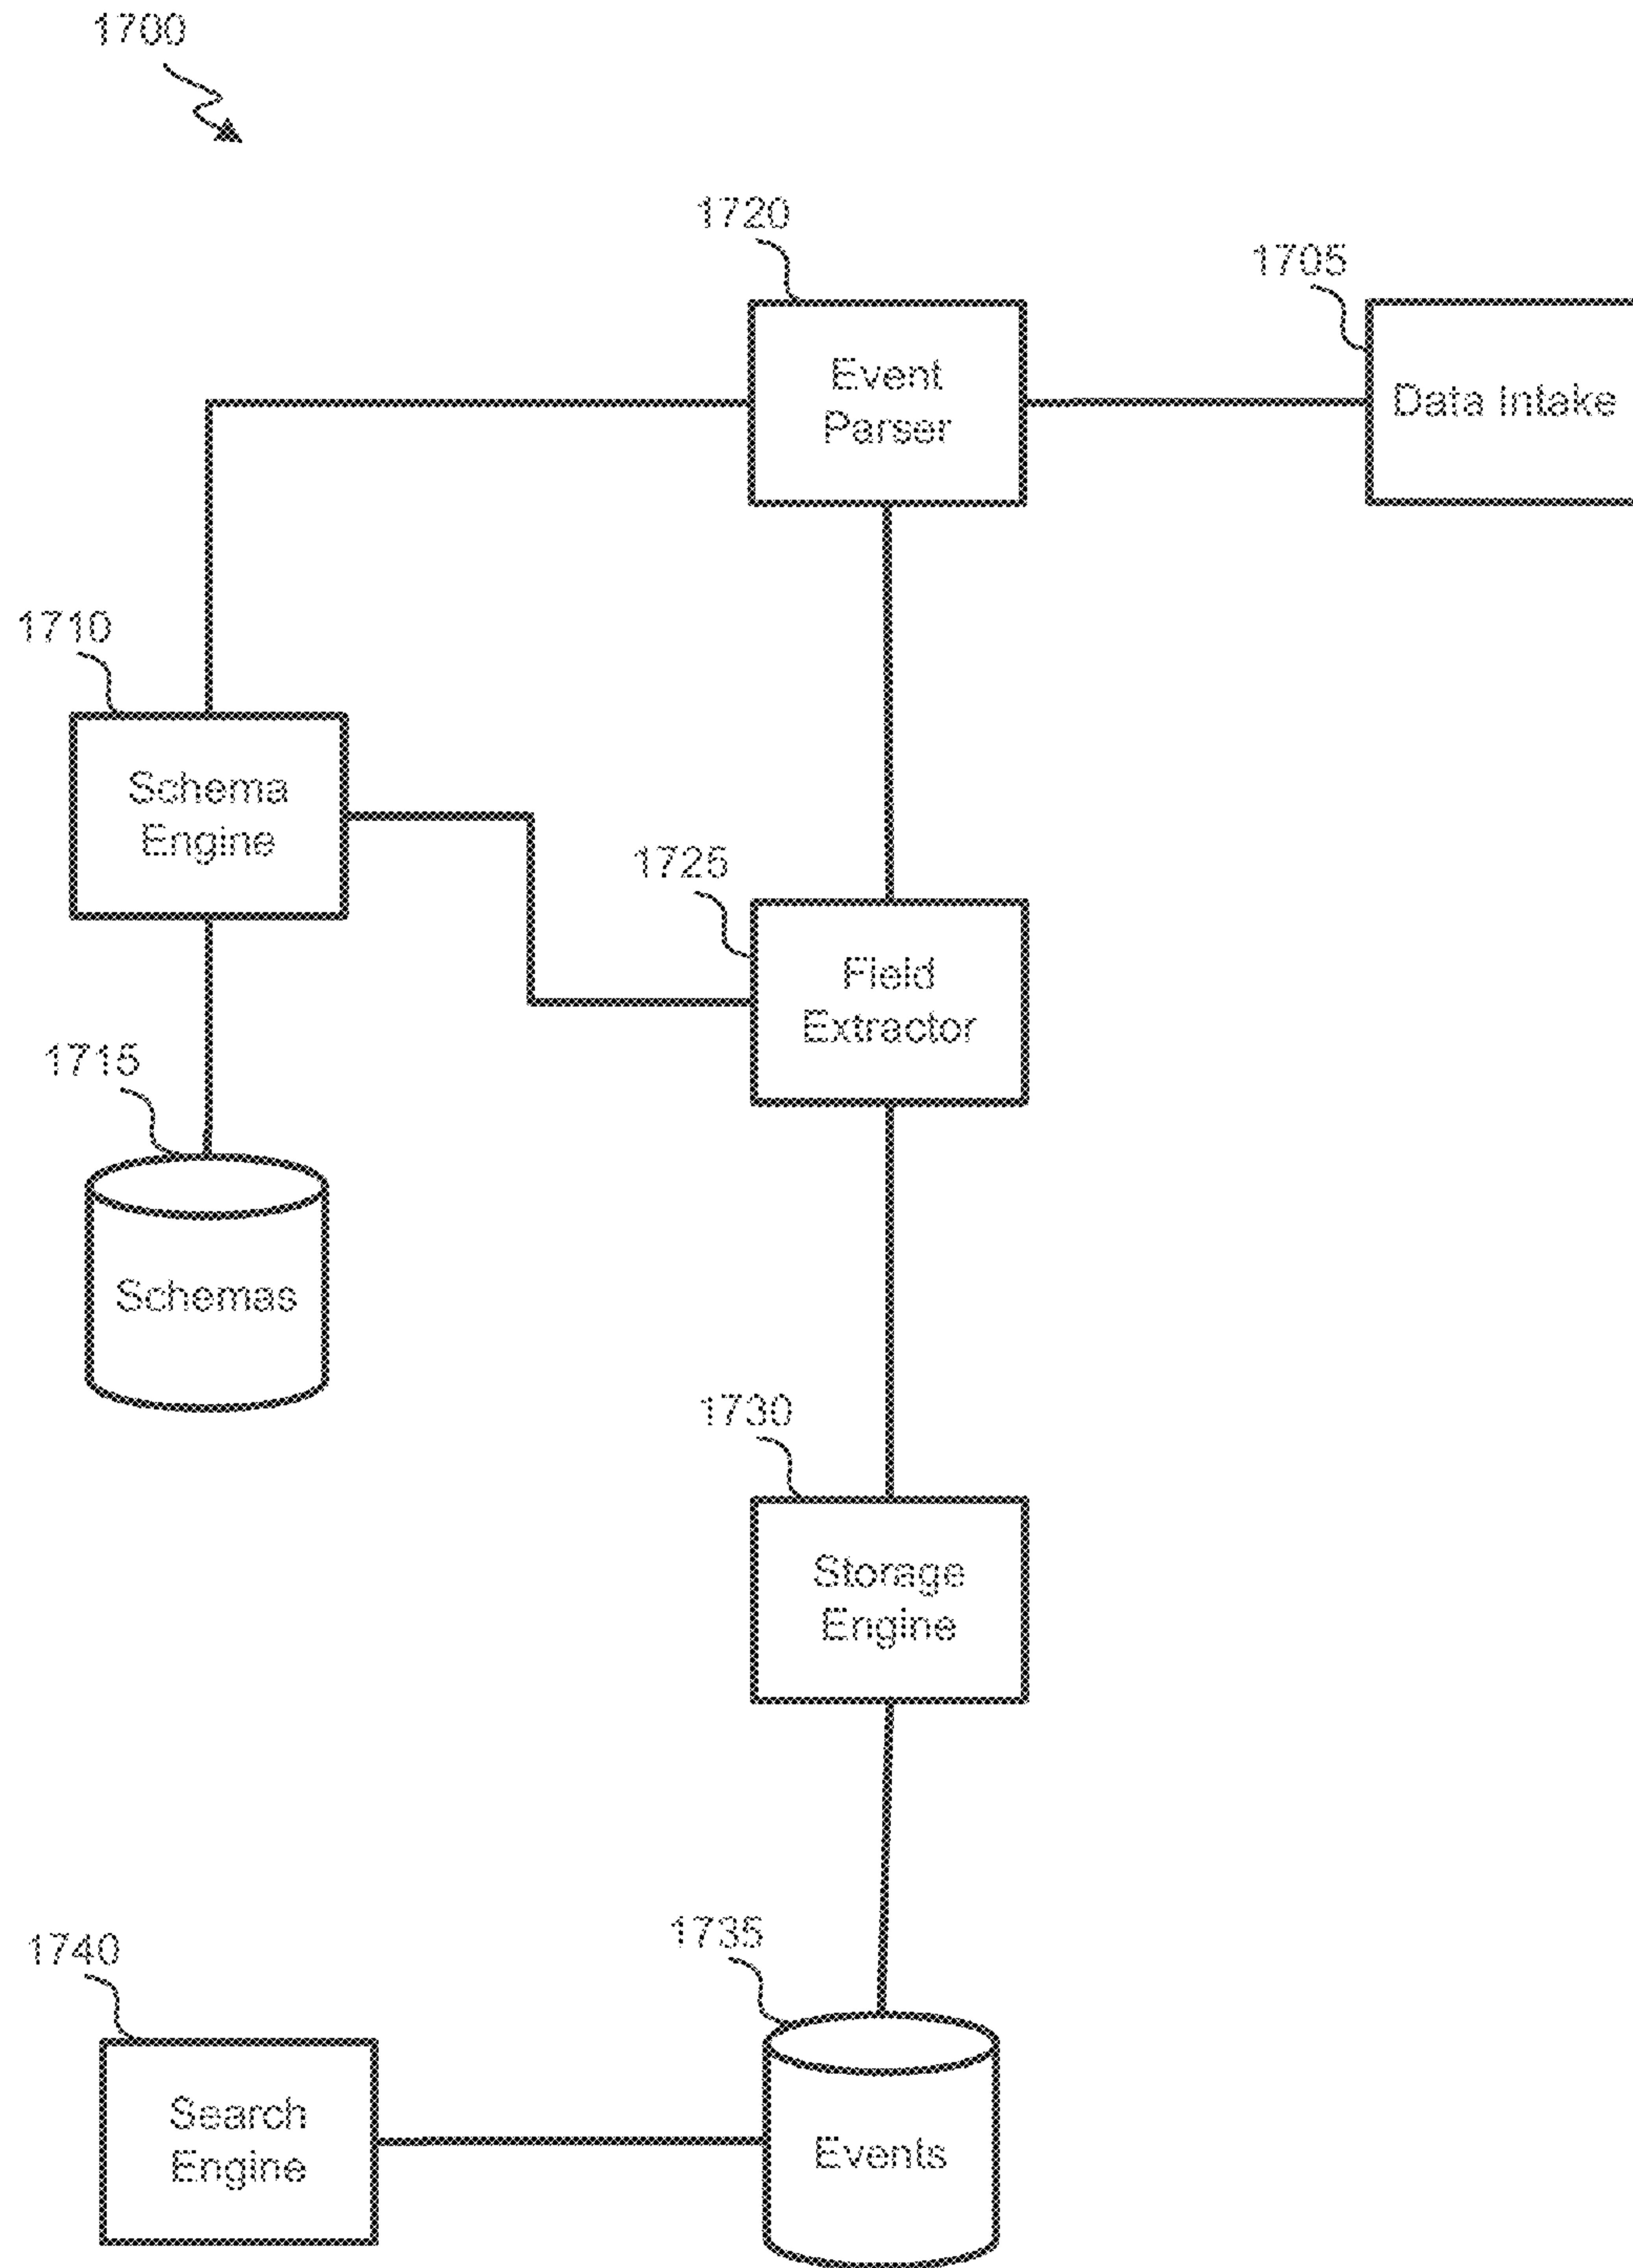 1700
1720
1705
Event
Parser
Data Intake
1710
Schema
Engine
1725
Field
Extractor
1715
Schemas
1730
Storage
Engine
1740
1735
Search
Engine
Events